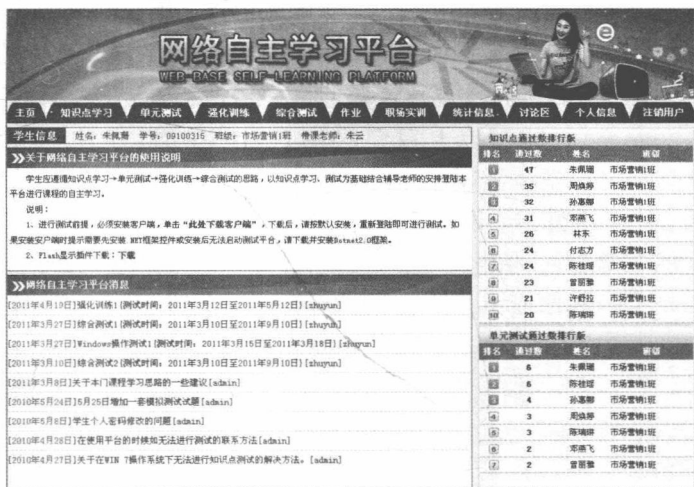 网络自主学习平台
WEB-BASE SELF-LEARNING PLATFORM
主页 知识点学习 单元测试 强化训练 综合测试 作业 职场实训 统计信息 讨论区 个人信息 注销用户
学生信息 姓名：朱佩珊 学号：09100315 班级：市场营销1班 带课老师：朱云
关于网络自主学习平台的使用说明
学生应遵循知识点学习→单元测试→强化训练→综合测试的思路，以知识点学习、测试为基础结合辅导老师的安排登陆本
平台进行课程的自主学习。
说明：
1、进行测试前提，必须安装客户端，单击“此处下载客户端”，下载后，请按默认安装，重新登陆即可进行测试。如
果安装客户端时提示需要先安装.NET框架控件或安装后无法启动测试平台，请下载并安装Dotnet2.0框架。
2、Flash显示插件下载：下载
网络自主学习平台消息
[2011年4月19日]强化训练1(测试时间：2011年3月12日至2011年5月12日)[zhuyun]
[2011年3月27日]综合测试1(测试时间：2011年3月10日至2011年9月10日)[zhuyun]
[2011年3月27日]Windows操作测试1(测试时间：2011年3月15日至2011年3月18日)[zhuyun]
[2011年3月10日]综合测试2(测试时间：2011年3月10日至2011年9月10日)[zhuyun]
[2011年3月8日]关于本门课程学习思路的一些建议[admin]
[2010年5月24日]5月25日增加一套模拟测试试题[admin]
[2010年5月8日]学生个人密码修改的问题[admin]
[2010年4月28日]在使用平台的时候如无法进行测试的联系方法[admin]
[2010年4月27日]关于在WIN 7操作系统下无法进行知识点测试的解决方法。[admin]
知识点通过数排行版
排名 通过数 姓名 班级
1 47 朱佩珊 市场营销1班
2 35 周焕婷 市场营销1班
3 32 孙惠娜 市场营销1班
4 31 邓燕飞 市场营销1班
5 26 林东 市场营销1班
6 24 付志方 市场营销1班
7 24 陈桂瑶 市场营销1班
8 23 曾丽雅 市场营销1班
9 21 许舒拉 市场营销1班
10 20 陈瑞琳 市场营销1班
单元测试通过数排行版
排名 通过数 姓名 班级
1 6 朱佩珊 市场营销1班
2 6 陈桂瑶 市场营销1班
3 4 孙惠娜 市场营销1班
4 3 周焕婷 市场营销1班
5 3 陈瑞琳 市场营销1班
6 2 邓燕飞 市场营销1班
7 2 曾丽雅 市场营销1班